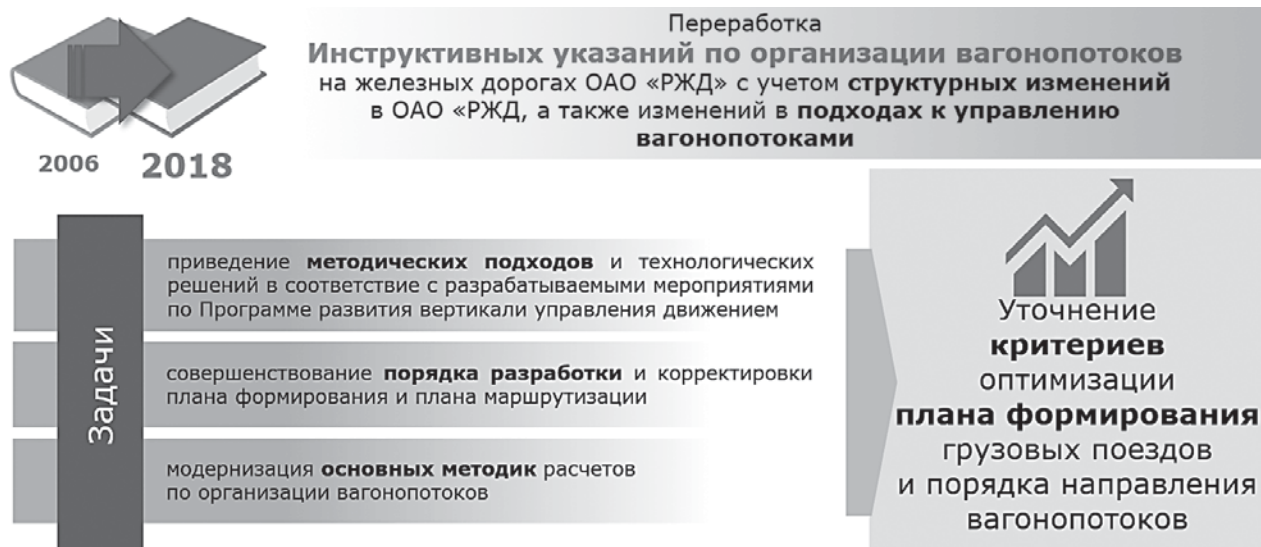 Переработка
Инструктивных указаний по организации вагонопотоков
на железных дорогах ОАО «РЖД» с учетом структурных изменений
в ОАО «РЖД, а также изменений в подходах к управлению
вагонопотоками
2006 2018
Задачи
приведение методических подходов и технологических
решений в соответствие с разрабатываемыми мероприятиями
по Программе развития вертикали управления движением
совершенствование порядка разработки и корректировки
плана формирования и плана маршрутизации
модернизация основных методик расчетов
по организации вагонопотоков
Уточнение
критериев
оптимизации
плана формирования
грузовых поездов
и порядка направления
вагонопотоков